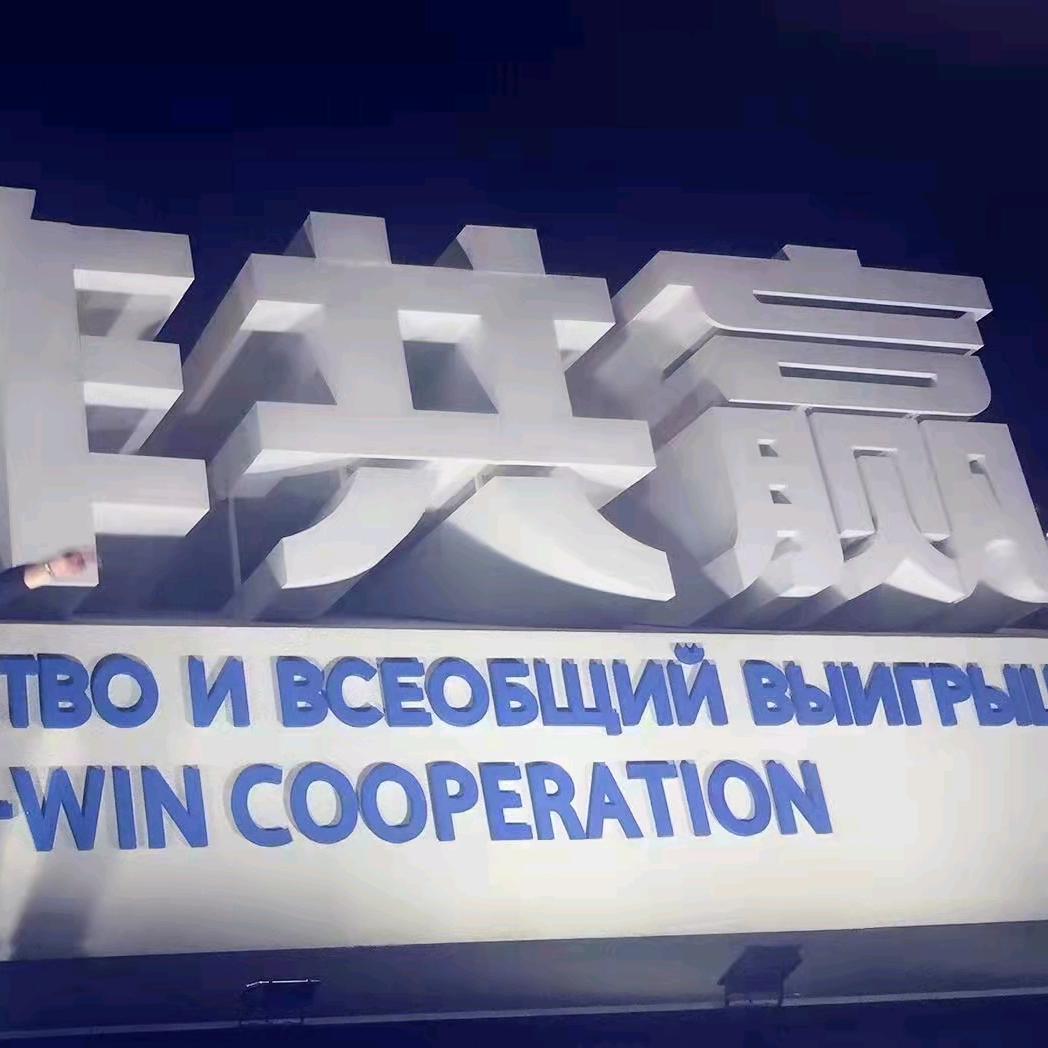 共赢
ТВО И ВСЕОБЩИЙ ВЫИГРЫ
-WIN COOPERATION